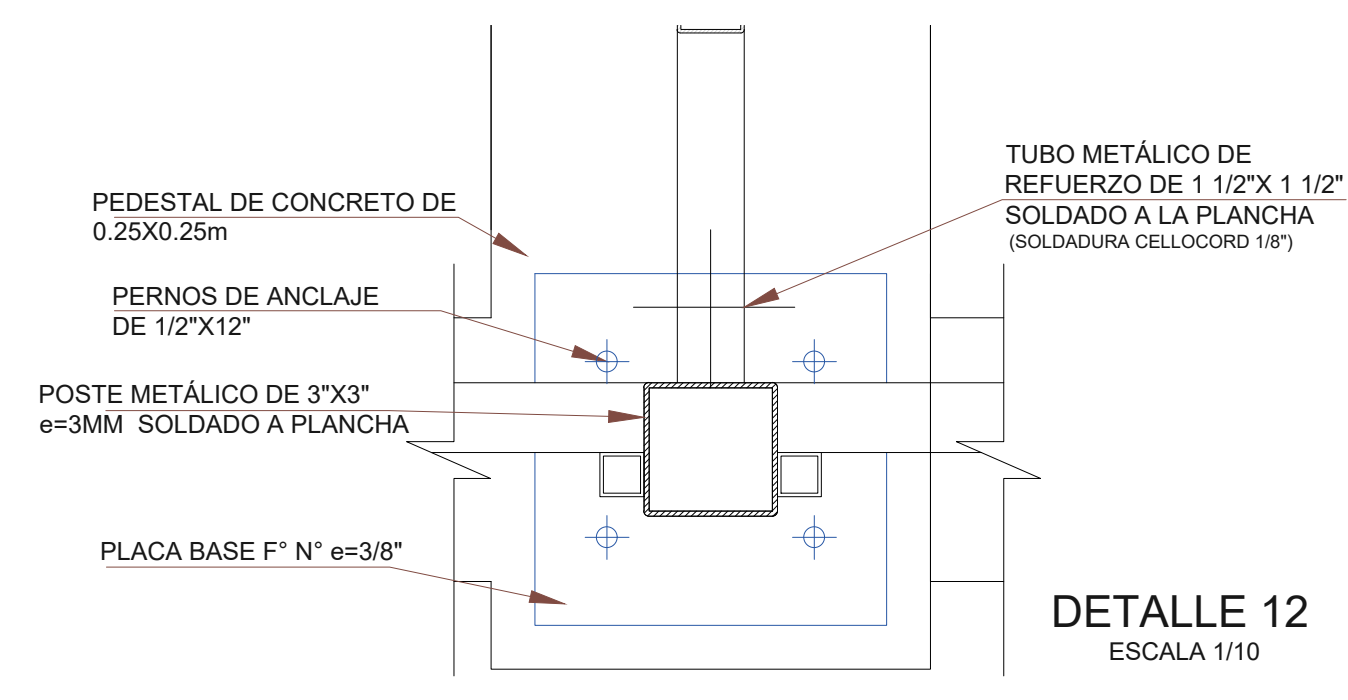 PEDESTAL DE CONCRETO DE
0.25X0.25m
PERNOS DE ANCLAJE
DE 1/2"X12"
POSTE METÁLICO DE 3"X3"
e=3MM SOLDADO A PLANCHA
PLACA BASE F° N° e=3/8"
TUBO METÁLICO DE
REFUERZO DE 1 1/2"X 1 1/2"
SOLDADO A LA PLANCHA
(SOLDADURA CELLOCORD 1/8")
DETALLE 12
ESCALA 1/10